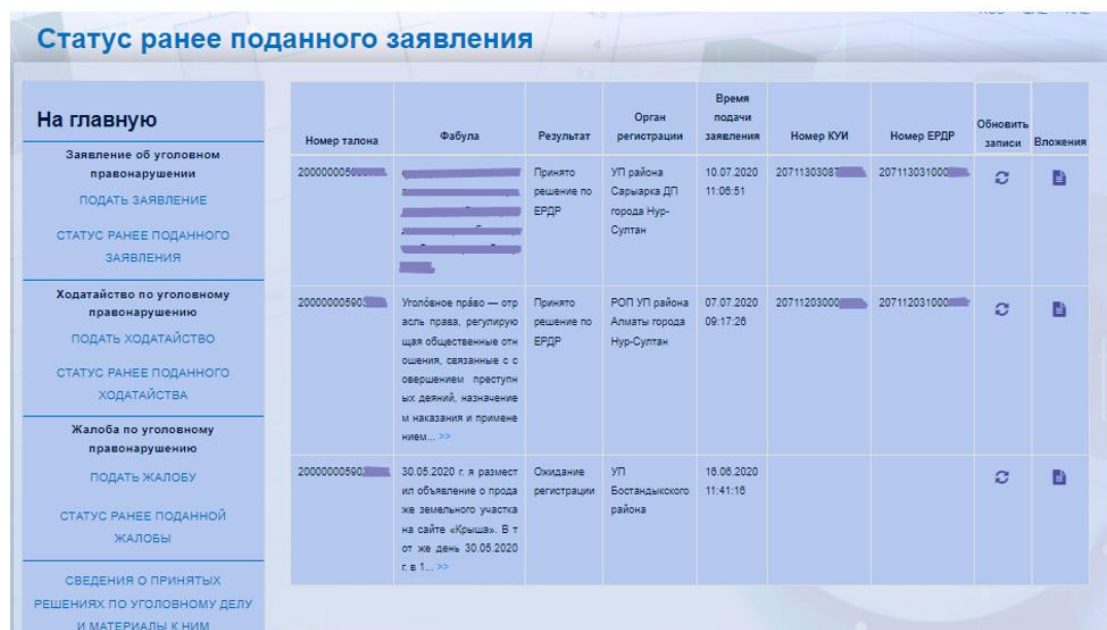 Статус ранее поданного заявления
На главную
Заявление об уголовном
правонарушении
ПОДАТЬ ЗАЯВЛЕНИЕ
СТАТУС РАНЕЕ ПОДАННОГО
ЗАЯВЛЕНИЯ
Ходатайство по уголовному
правонарушению
ПОДАТЬ ХОДАТАЙСТВО
СТАТУС РАНЕЕ ПОДАННОГО
ХОДАТАЙСТВА
Жалоба по уголовному
правонарушению
ПОДАТЬ ЖАЛОБУ
СТАТУС РАНЕЕ ПОДАННОЙ
ЖАЛОБЫ
СВЕДЕНИЯ О ПРИНЯТЫХ
РЕШЕНИЯХ ПО УГОЛОВНОМУ ДЕЛУ
И МАТЕРИАЛЫ К НИМ
Номер талона
Фабула
Результат
Орган
регистрации
Время
подачи
заявления
Номер КУИ
Номер ЕРДР
Обновить
записи
Вложения
Принято
решение по
ЕРДР
УП района
Сарыарка ДП
города Нур-
Султан
10.07.2020
11:06:51
Уголо́вное пра́во — отр
асль права, регулирую
щая общественные отн
ошения, связанные с с
овершением преступн
ых деяний, назначение
м наказания и примене
нием... >>
Принято
решение по
ЕРДР
РОП УП района
Алматы города
Нур-Султан
07.07.2020
09:17:26
30.05.2020 г. я размест
ил объявление о прода
же земельного участка
на сайте «Крыша». В т
от же день 30.05.2020
г. в 1... >>
Ожидание
регистрации
УП
Бостандыкского
района
16.06.2020
11:41:16